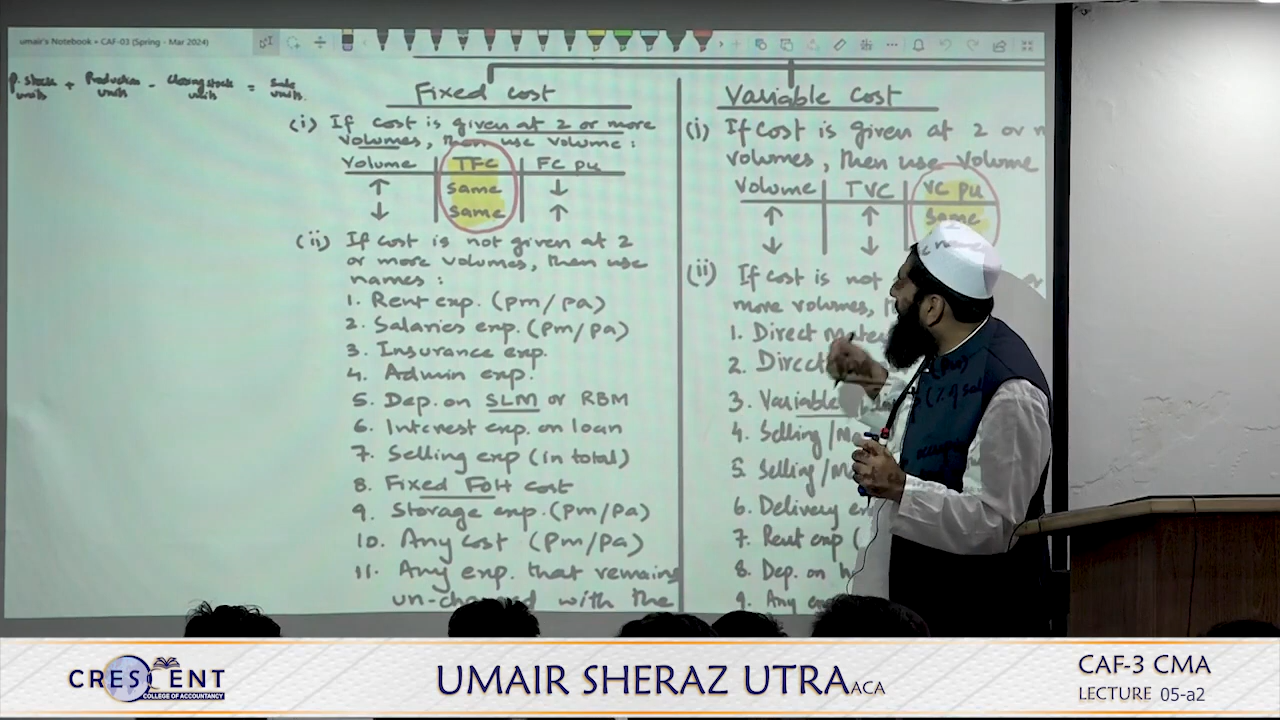 umair's Notebook » CAF-03 (Spring - Mar 2024)
stock + Production - Closing stock = Sale
units units units units
Fixed cost
(i) If cost is given at 2 or more
volumes, then use volume :
Volume TFC FC pu
↑ same ↓
↓ same ↑
(ii) If cost is not given at 2
or more volumes, then use
names :
1. Rent exp. (pm/pa)
2. Salaries exp. (pm/pa)
3. Insurance exp.
4. Admin exp.
5. Dep. on SLM or RBM
6. Interest exp. on loan
7. Selling exp (in total)
8. Fixed FOH cost
9. Storage exp. (pm/pa)
10. Any cost (pm/pa)
11. Any exp. that remains
un-changed with the
Variable cost
(i) If cost is given at 2 or
volumes, then use volume
Volume TVC VC pu
↑ ↑ same
↓ ↓
(ii) If cost is not
more volumes,
1. Direct
2. Direct
3. Variable
4. Selling /
5. Selling /
6. Delivery
7. Rent exp (
8. Dep. on
9. Any
CRESCENT
COLLEGE OF ACCOUNTANCY
UMAIR SHERAZ UTRA ACA
CAF-3 CMA
LECTURE 05-a2